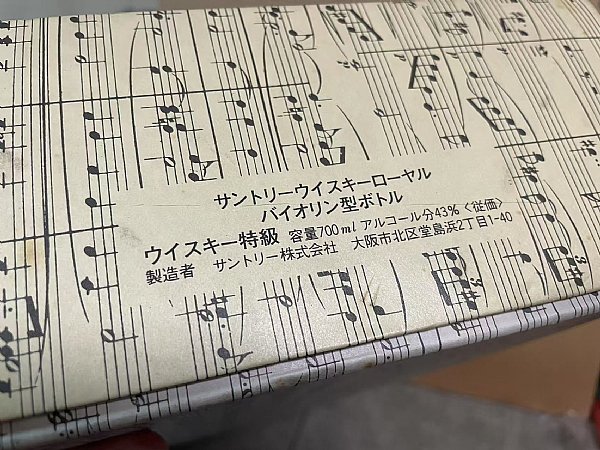 サントリーウイスキーローヤル
バイオリン型ボトル
ウイスキー特級 容量700ml アルコール分43% <従価>
製造者 サントリー株式会社 大阪市北区堂島浜2丁目1-40